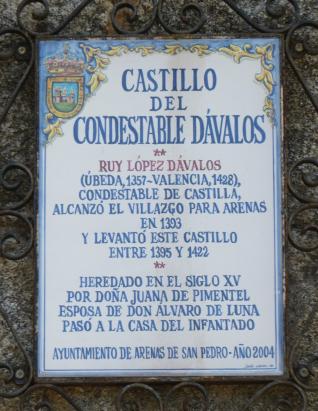 CASTILLO
DEL
CONDESTABLE DÁVALOS
**
RUY LÓPEZ DÁVALOS
(ÚBEDA, 1357-VALENCIA, 1428),
CONDESTABLE DE CASTILLA,
ALCANZÓ EL VILLAZGO PARA ARENAS
EN 1393
Y LEVANTÓ ESTE CASTILLO
ENTRE 1395 Y 1422
**
HEREDADO EN EL SIGLO XV
POR DOÑA JUANA DE PIMENTEL
ESPOSA DE DON ÁLVARO DE LUNA
PASÓ A LA CASA DEL INFANTADO
AYUNTAMIENTO DE ARENAS DE SAN PEDRO - AÑO 2004